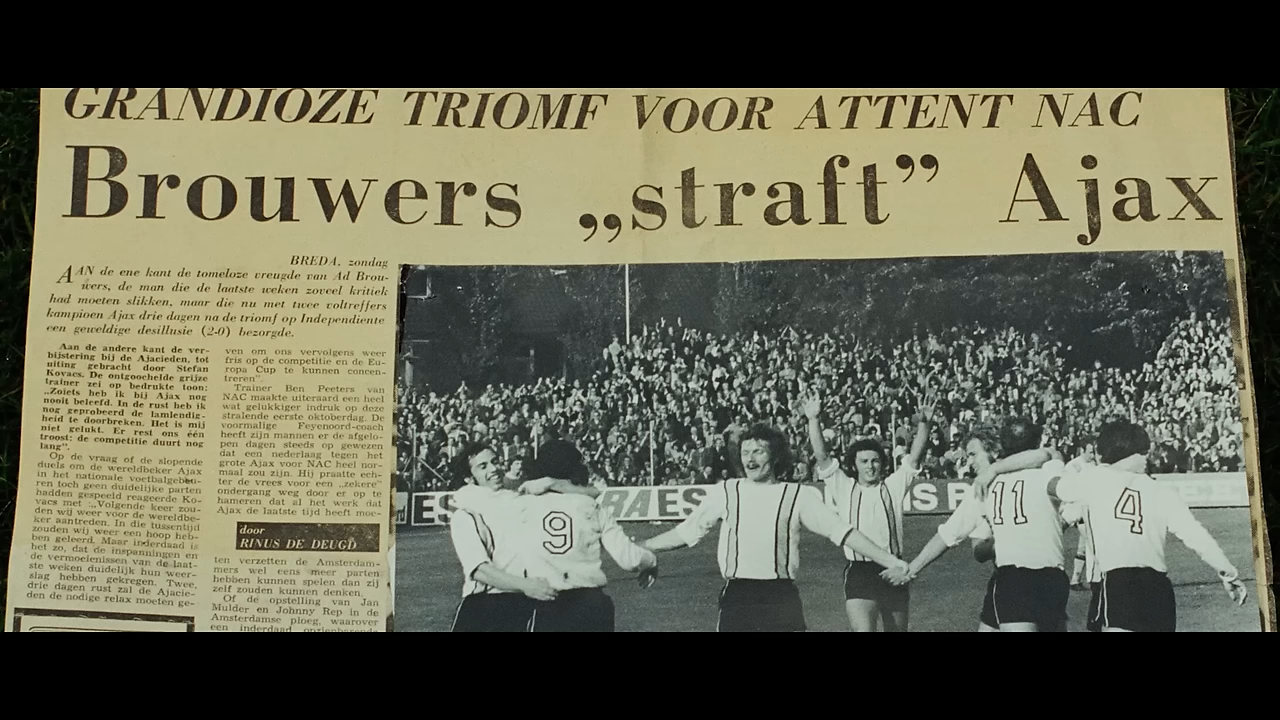 GRANDIOZE TRIOMF VOOR ATTENT NAC
Brouwers „straft” Ajax
BREDA, zondag
AAN de ene kant de tomeloze vreugde van Ad Brou-
wers, de man die de laatste weken zoveel kritiek
had moeten slikken, maar die nu met twee voltreffers
kampioen Ajax drie dagen na de triomf op Independiente
een geweldige desillusie (2-0) bezorgde.
Aan de andere kant de ver-
bijstering bij de Ajacieden, tot
uiting gebracht door Stefan
Kovacs. De ontgoochelde grijze
trainer zei op bedrukte toon:
„Zoiets heb ik bij Ajax nog
nooit beleefd. In de rust heb ik
nog geprobeerd de lamlendig-
heid te doorbreken. Het is mij
niet gelukt. Er rest ons één
troost: de competitie duurt nog
lang”.
Op de vraag of de slopende
duels om de wereldbeker Ajax
in het nationale voetbalgebeu-
ren toch geen duidelijke parten
hadden gespeeld reageerde Ko-
vacs met :„Volgende keer zou-
den wij weer voor de wereldbe-
ker aantreden. In die tussentijd
zouden wij weer een hoop heb-
ben geleerd. Maar inderdaad is
het zo, dat de inspanningen en
de vermoeienissen van de laat-
ste weken duidelijk hun weer-
slag hebben gekregen. Twee,
drie dagen rust zal de Ajacie-
den de nodige relax moeten ge-
ven om ons vervolgens weer
fris op de competitie en de Eu-
ropa Cup te kunnen concen-
treren”.
Trainer Ben Peeters van
NAC maakte uiteraard een heel
wat gelukkiger indruk op deze
stralende eerste oktoberdag. De
voormalige Feyenoord-coach
heeft zijn mannen er de afgelo-
pen dagen steeds op gewezen
dat een nederlaag tegen het
grote Ajax voor NAC heel nor-
maal zou zijn. Hij praatte ech-
ter de vrees voor een „zekere”
ondergang weg door er op te
hameren dat al het werk dat
Ajax de laatste tijd heeft moe-
door
RINUS DE DEUGD
ten verzetten de Amsterdam-
mers wel eens meer parten
hebben kunnen spelen dan zij
zelf zouden kunnen denken.
Of de opstelling van Jan
Mulder en Johnny Rep in de
Amsterdamse ploeg, waarover
een inderdaad
9
11
4